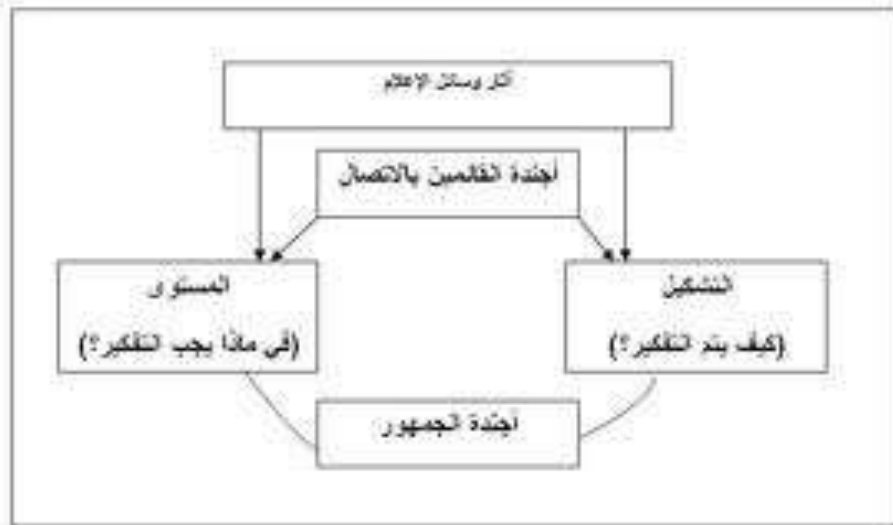 آثار وسائل الإعلام
أجندة القائمين بالاتصال
المستوى
(في ماذا يجب التفكير؟)
التشكيل
(كيف يتم التفكير؟)
أجندة الجمهور